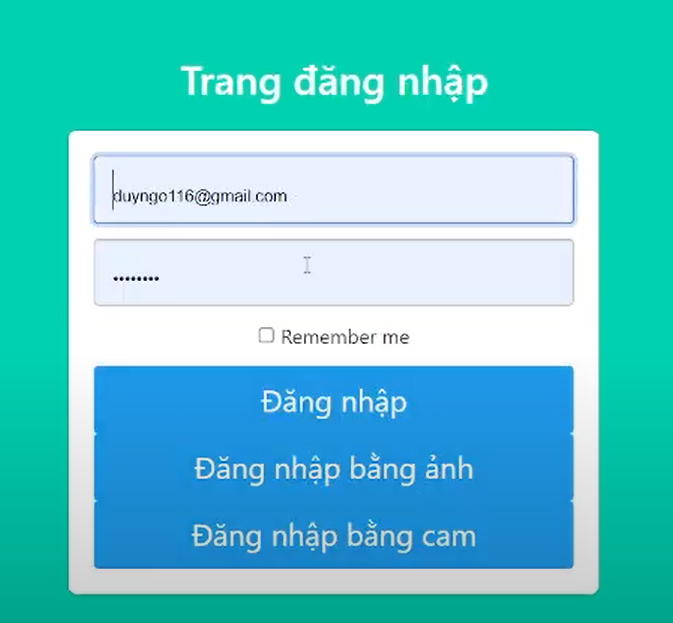 Trang đăng nhập
duyngo116@gmail.com
••••••••
Remember me
Đăng nhập
Đăng nhập bằng ảnh
Đăng nhập bằng cam